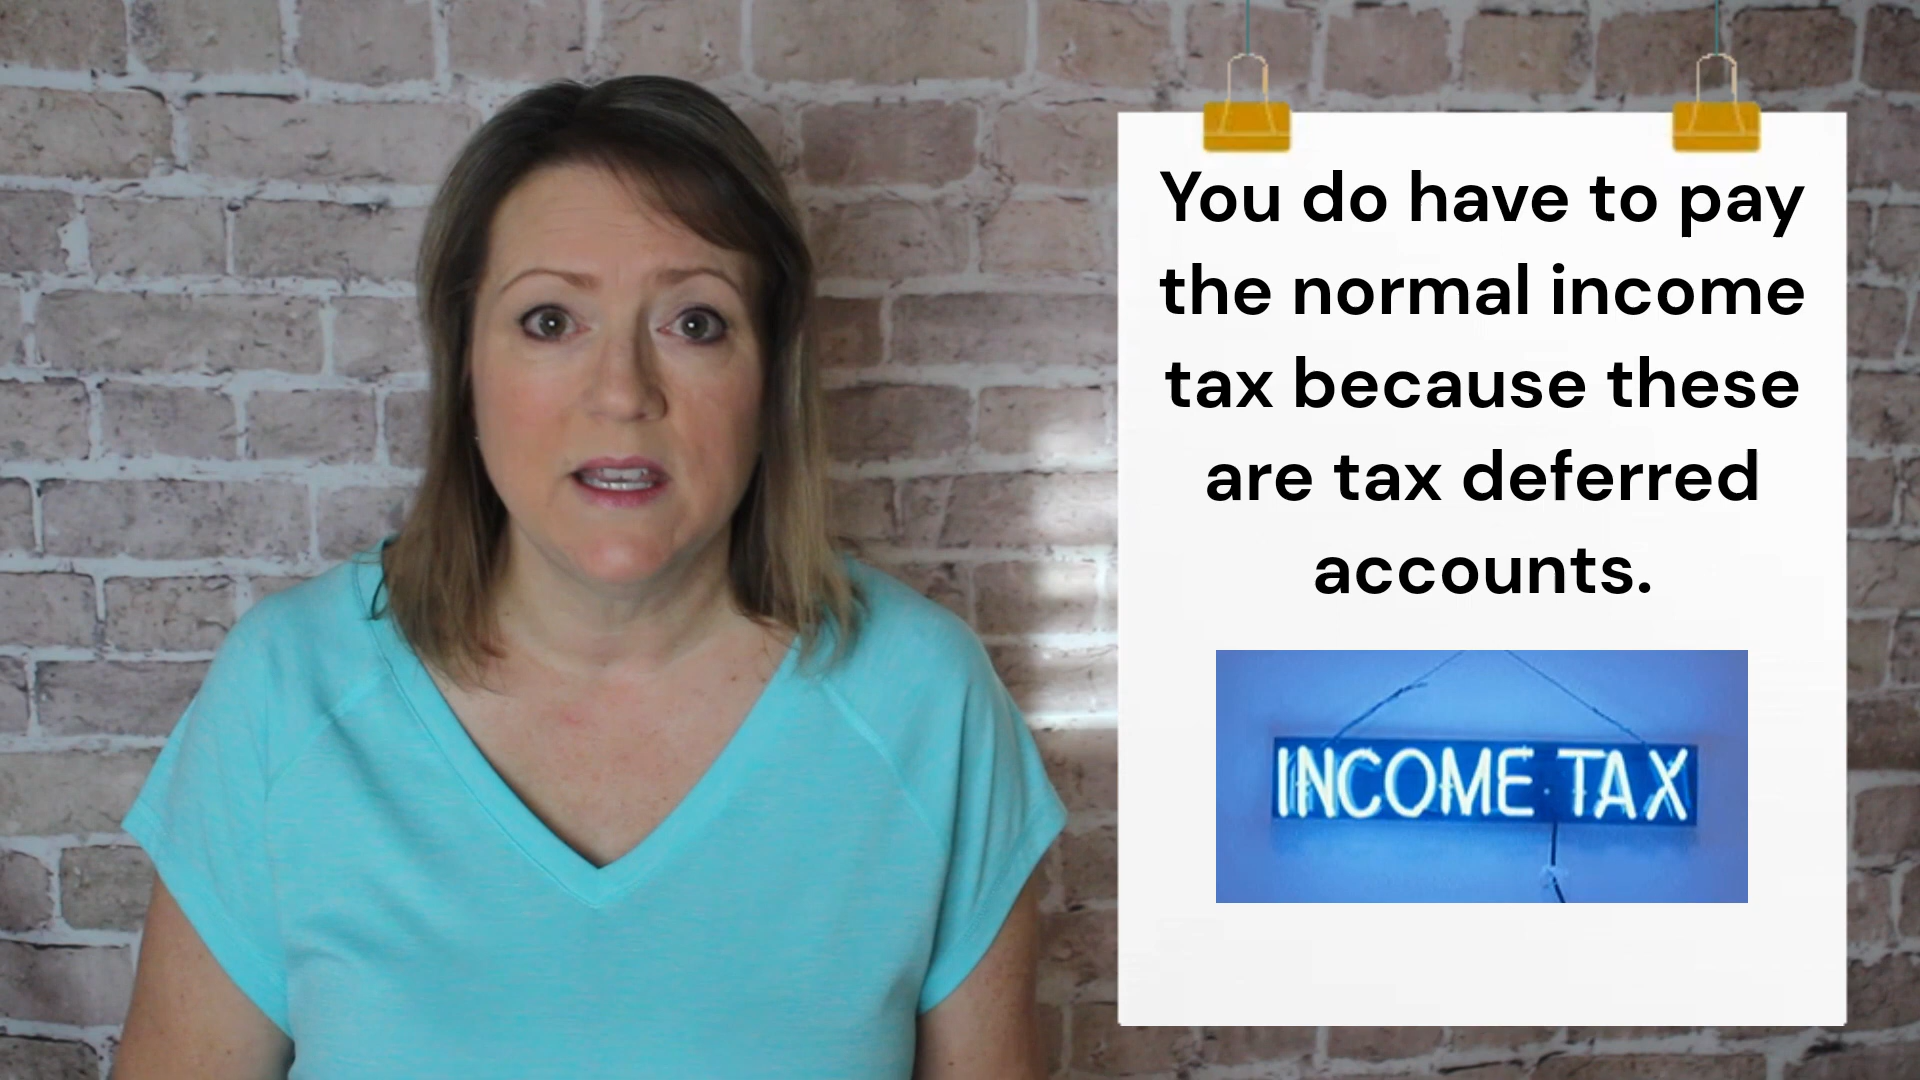 You do have to pay
the normal income
tax because these
are tax deferred
accounts.
INCOME TAX